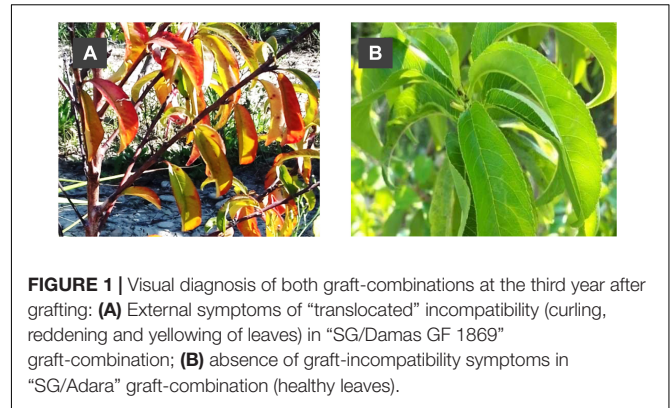 A
B
FIGURE 1 | Visual diagnosis of both graft-combinations at the third year after
grafting: (A) External symptoms of “translocated” incompatibility (curling,
reddening and yellowing of leaves) in “SG/Damas GF 1869”
graft-combination; (B) absence of graft-incompatibility symptoms in
“SG/Adara” graft-combination (healthy leaves).